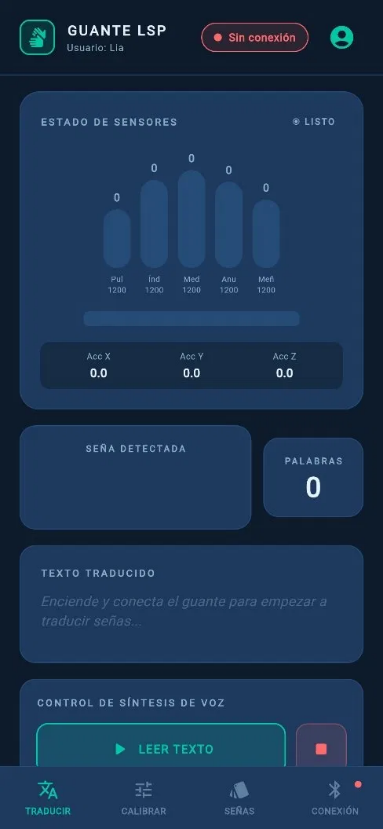 GUANTE LSP
Usuario: Lia
Sin conexión
ESTADO DE SENSORES
LISTO
0 0 0 0 0
Pul Índ Med Anu Meñ
1200 1200 1200 1200 1200
Acc X Acc Y Acc Z
0.0 0.0 0.0
SEÑA DETECTADA
PALABRAS
0
TEXTO TRADUCIDO
Enciende y conecta el guante para empezar a
traducir señas...
CONTROL DE SÍNTESIS DE VOZ
LEER TEXTO
TRADUCIR CALIBRAR SEÑAS CONEXIÓN